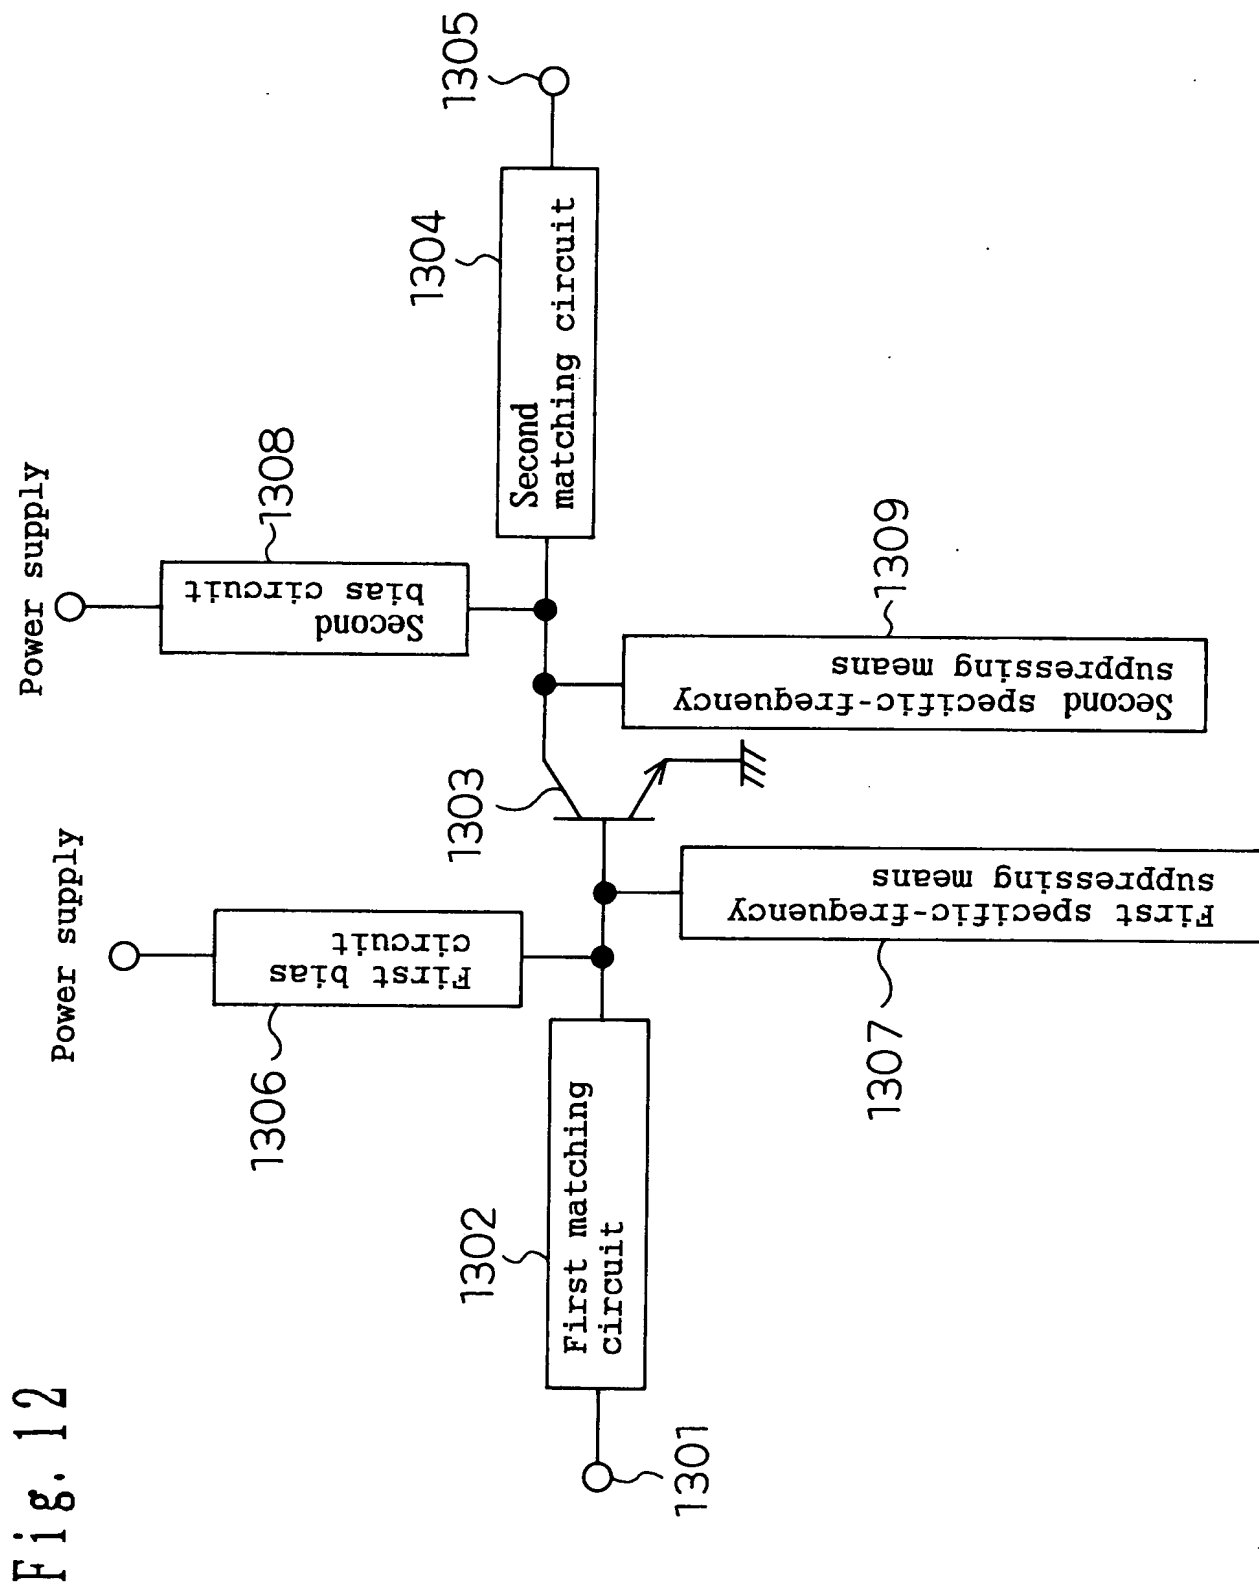 Fig. 12
Power supply
Power supply
1306
First bias
circuit
1308
Second
bias circuit
1302
First matching
circuit
1303
1304
Second
matching circuit
1301
1305
1307
First specific-frequency
suppressing means
1309
Second specific-frequency
suppressing means